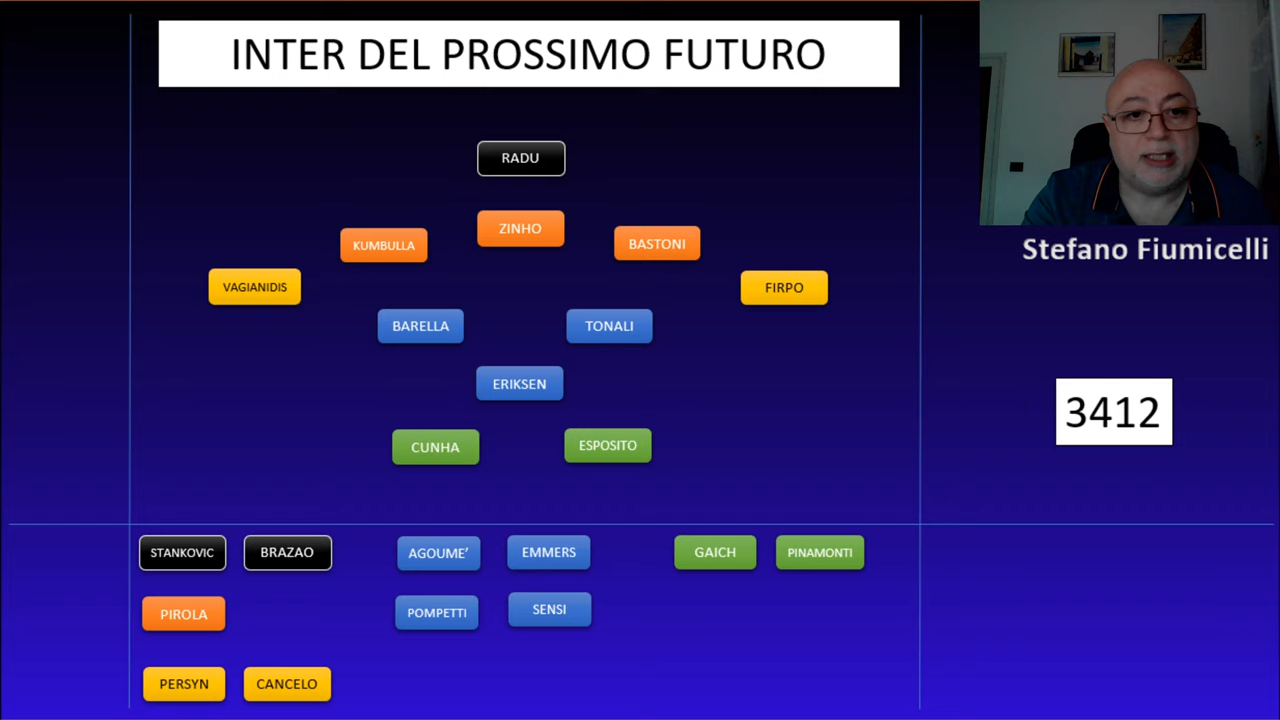 INTER DEL PROSSIMO FUTURO
RADU
ZINHO
KUMBULLA
BASTONI
VAGIANIDIS
FIRPO
BARELLA
TONALI
ERIKSEN
CUNHA
ESPOSITO
Stefano Fiumicelli
3412
STANKOVIC
BRAZAO
AGOUME’
EMMERS
GAICH
PINAMONTI
PIROLA
POMPETTI
SENSI
PERSYN
CANCELO